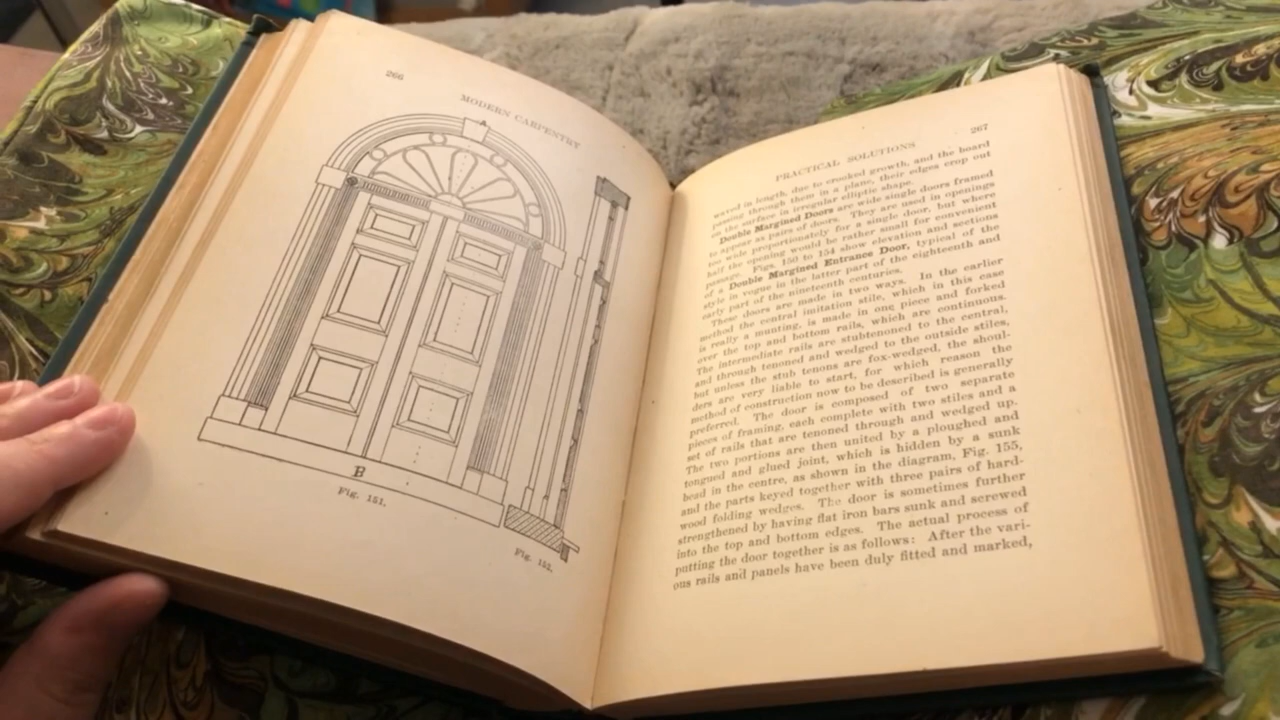 266
MODERN CARPENTRY
A
B
Fig. 151.
Fig. 152.
267
PRACTICAL SOLUTIONS
waved in length, due to crooked growth, and the board
passing through them in a plane, their edges crop out
on the surface in irregular elliptic shape.
Double Margined Doors are wide single doors framed
to appear as pairs of doors. They are used in openings
too wide proportionately for a single door, but where
half the opening would be rather small for convenient
passage. Figs. 150 to 154 show elevation and sections
of a Double Margined Entrance Door, typical of the
style in vogue in the latter part of the eighteenth and
early part of the nineteenth centuries.
These doors are made in two ways. In the earlier
method the central imitation stile, which in this case
is really a munting, is made in one piece and forked
over the top and bottom rails, which are continuous.
The intermediate rails are stubtenoned to the central,
and through tenoned and wedged to the outside stiles,
but unless the stub tenons are fox-wedged, the shoul-
ders are very liable to start, for which reason the
method of construction now to be described is generally
preferred. The door is composed of two separate
pieces of framing, each complete with two stiles and a
set of rails that are tenoned through and wedged up.
The two portions are then united by a ploughed and
tongued and glued joint, which is hidden by a sunk
bead in the centre, as shown in the diagram, Fig. 155,
and the parts keyed together with three pairs of hard-
wood folding wedges. The door is sometimes further
strengthened by having flat iron bars sunk and screwed
into the top and bottom edges. The actual process of
putting the door together is as follows: After the vari-
ous rails and panels have been duly fitted and marked,